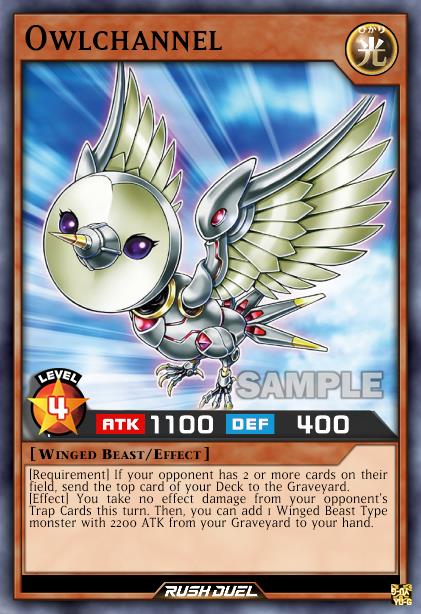 Owlchannel
ひかり
光
SAMPLE
LEVEL
4
ATK 1100 DEF 400
[Winged Beast/Effect]
[Requirement] If your opponent has 2 or more cards on their
field, send the top card of your Deck to the Graveyard.
[Effect] You take no effect damage from your opponent's
Trap Cards this turn. Then, you can add 1 Winged Beast Type
monster with 2200 ATK from your Graveyard to your hand.
RUSH DUEL